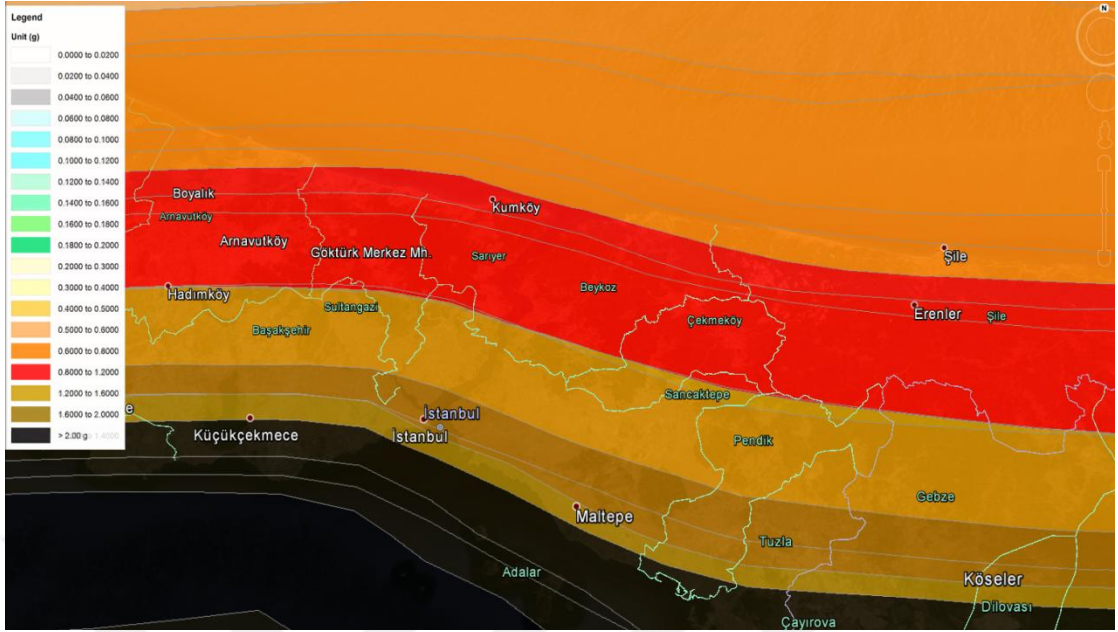 Legend
Unit (g)
0.0000 to 0.0200
0.0200 to 0.0400
0.0400 to 0.0600
0.0600 to 0.0800
0.0800 to 0.1000
0.1000 to 0.1200
0.1200 to 0.1400
0.1400 to 0.1600
0.1600 to 0.1800
0.1800 to 0.2000
0.2000 to 0.3000
0.3000 to 0.4000
0.4000 to 0.5000
0.5000 to 0.6000
0.6000 to 0.8000
0.8000 to 1.2000
1.2000 to 1.6000
1.6000 to 2.0000
> 2.00 g
N
Boyalık
Arnavutköy
Kumköy
Arnavutköy
Göktürk Merkez Mh.
Sarıyer
Şile
Hadımköy
Beykoz
Sultangazi
Erenler
Şile
Çekmeköy
Başakşehir
Sancaktepe
e
İstanbul
Küçükçekmece
İstanbul
Pendik
Gebze
Maltepe
Tuzla
Adalar
Köseler
Dilovası
Çayırova